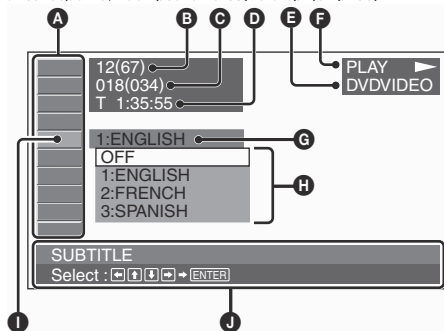 A B C D E F
12(67)
018(034)
T 1:35:55
PLAY
DVDVIDEO
1:ENGLISH
G
OFF
1:ENGLISH
2:FRENCH
3:SPANISH
H
SUBTITLE
Select : ENTER
I J